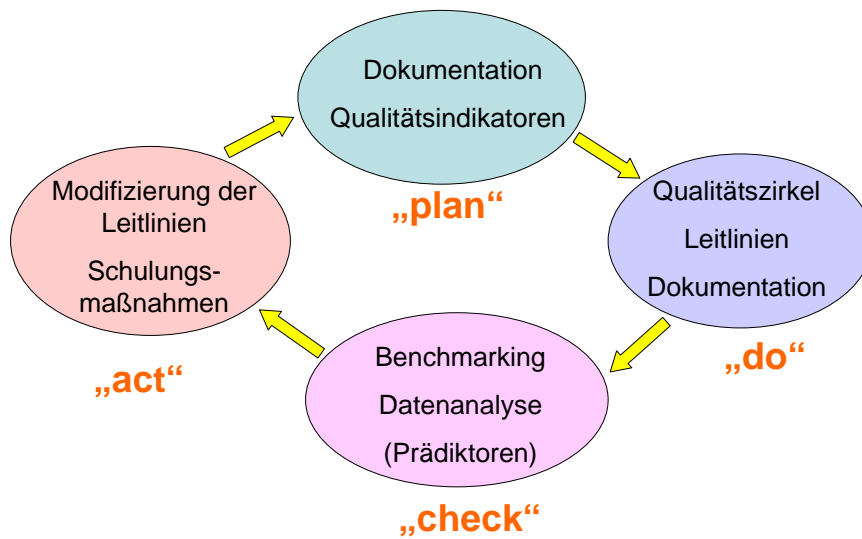 Dokumentation
Qualitätsindikatoren
„plan“
Qualitätszirkel
Leitlinien
Dokumentation
„do“
Benchmarking
Datenanalyse
(Prädiktoren)
„check“
Modifizierung der
Leitlinien
Schulungs-
maßnahmen
„act“